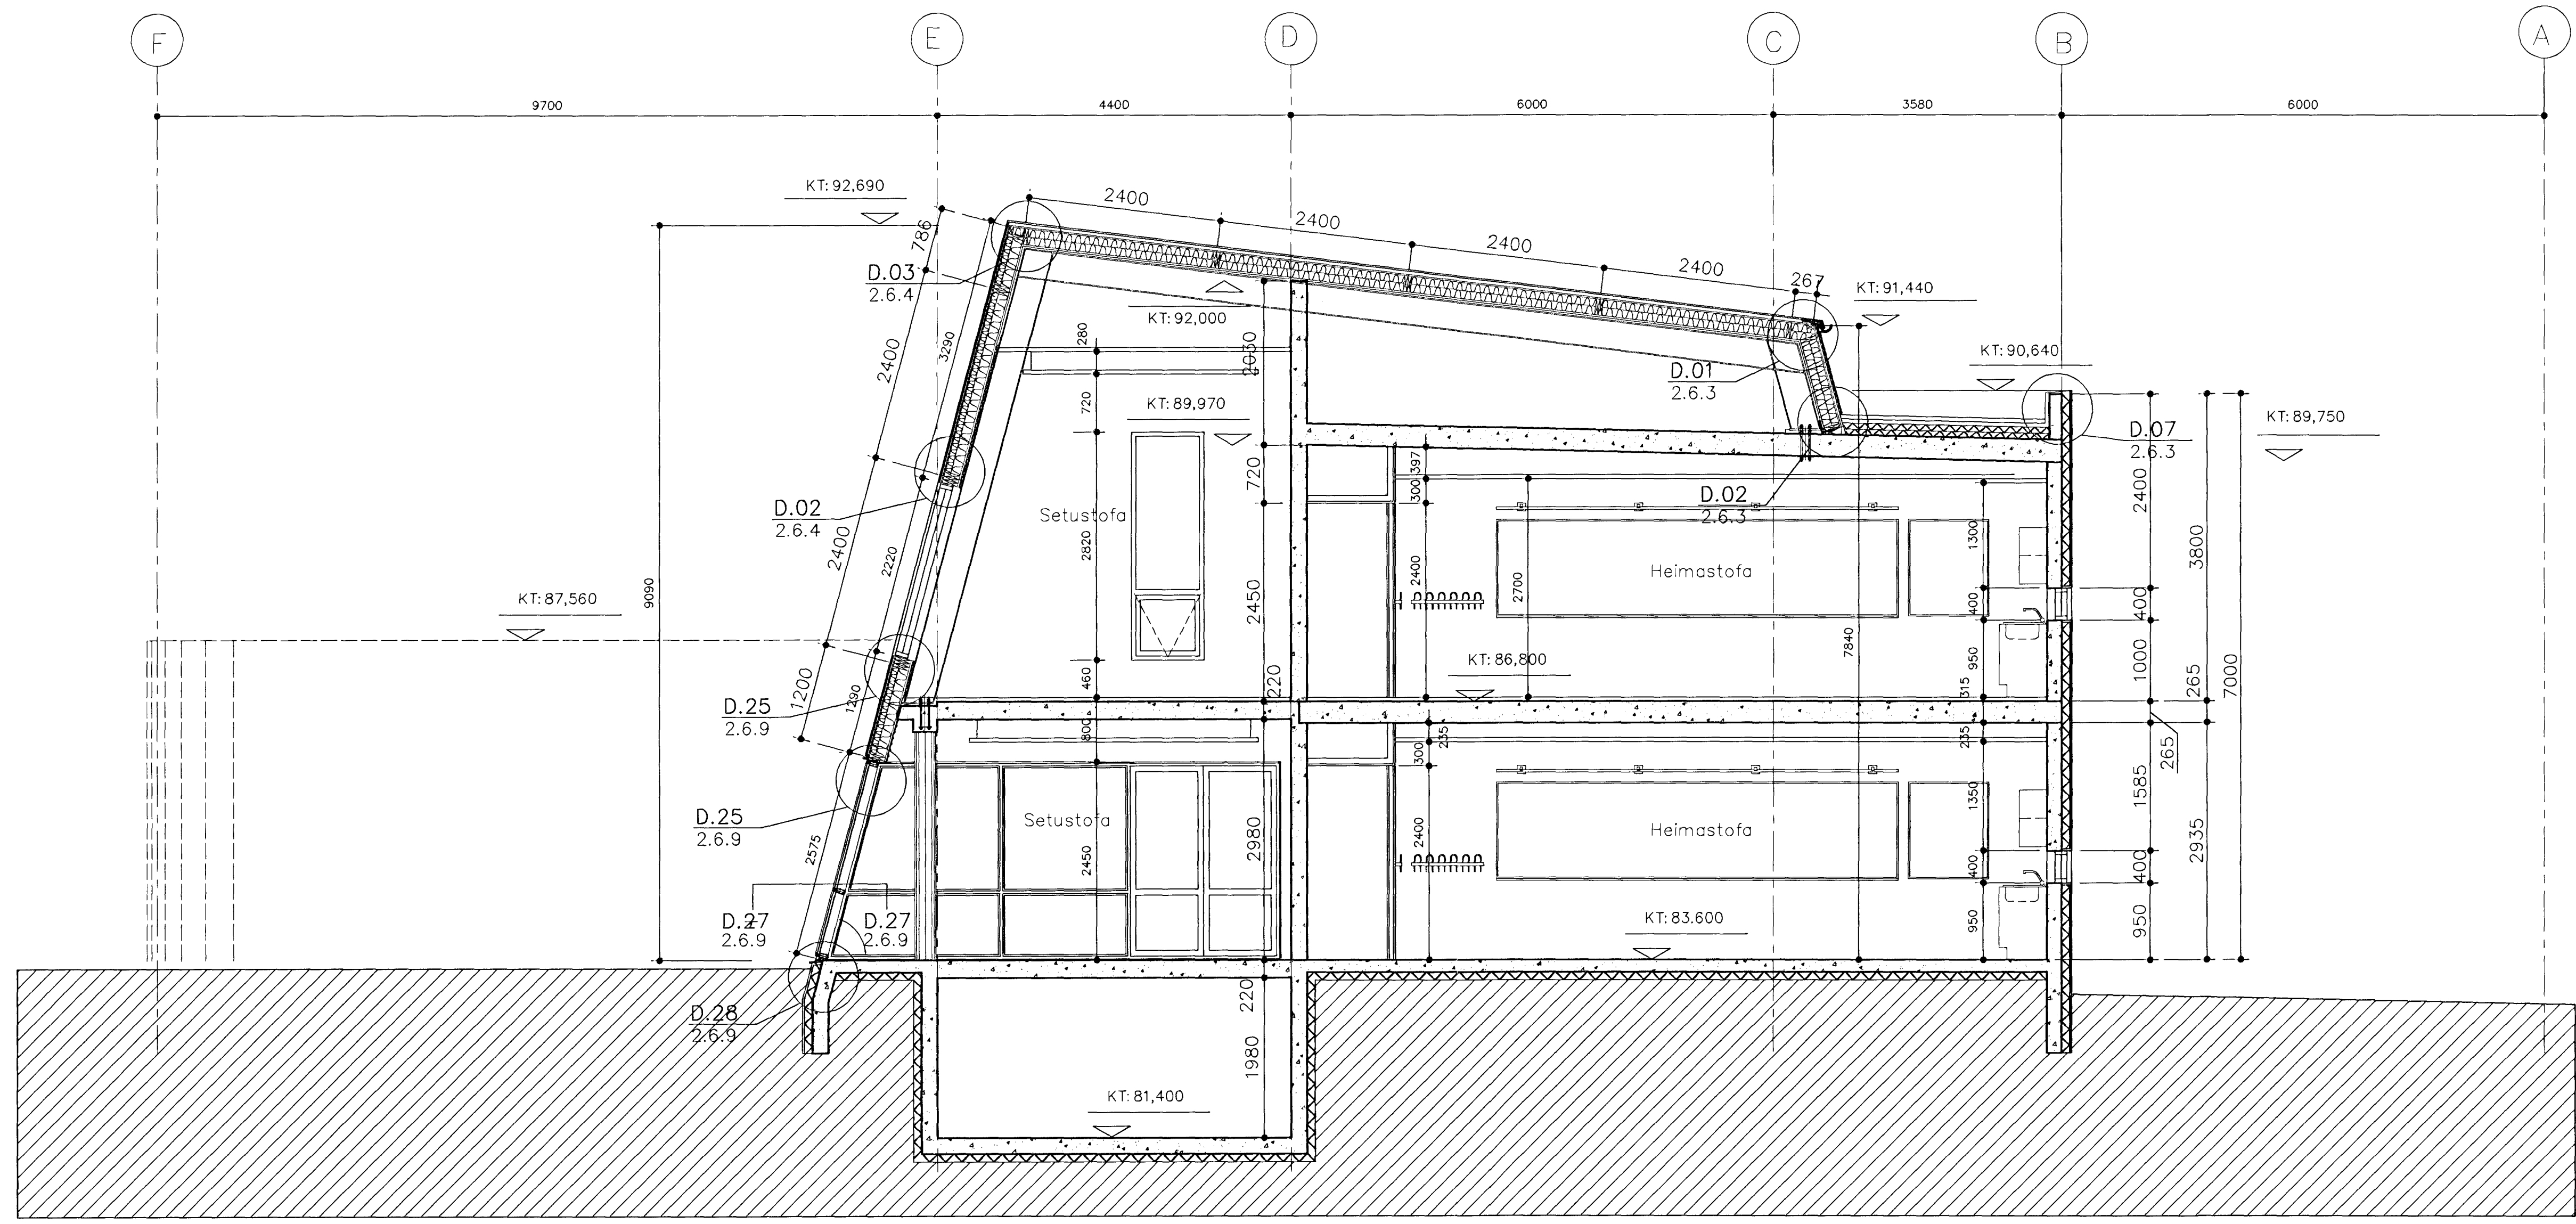 F
E
D
C
B
A
9700
4400
6000
3580
6000
KT: 92,690
2400
2400
2400
2400
267
786
D.03
2.6.4
KT: 92,000
KT: 91,440
KT: 90,640
D.01
2.6.3
280
2030
2400
3290
720
KT: 89,970
KT: 89,750
D.07
2.6.3
397
300
720
D.02
2.6.4
D.02
2.6.3
Setustofa
2400
2220
2820
2400
2700
1300
2400
3800
Heimastofa
9090
KT: 87,560
2450
400
400
7840
1000
950
KT: 86,800
460
220
315
265
7000
1200
1290
D.25
2.6.9
800
235
300
235
265
D.25
2.6.9
1585
1350
2575
Setustofa
2450
2980
2400
Heimastofa
2935
400
400
D.27
2.6.9
D.27
2.6.9
KT: 83.600
950
950
D.28
2.6.9
220
1980
KT: 81,400